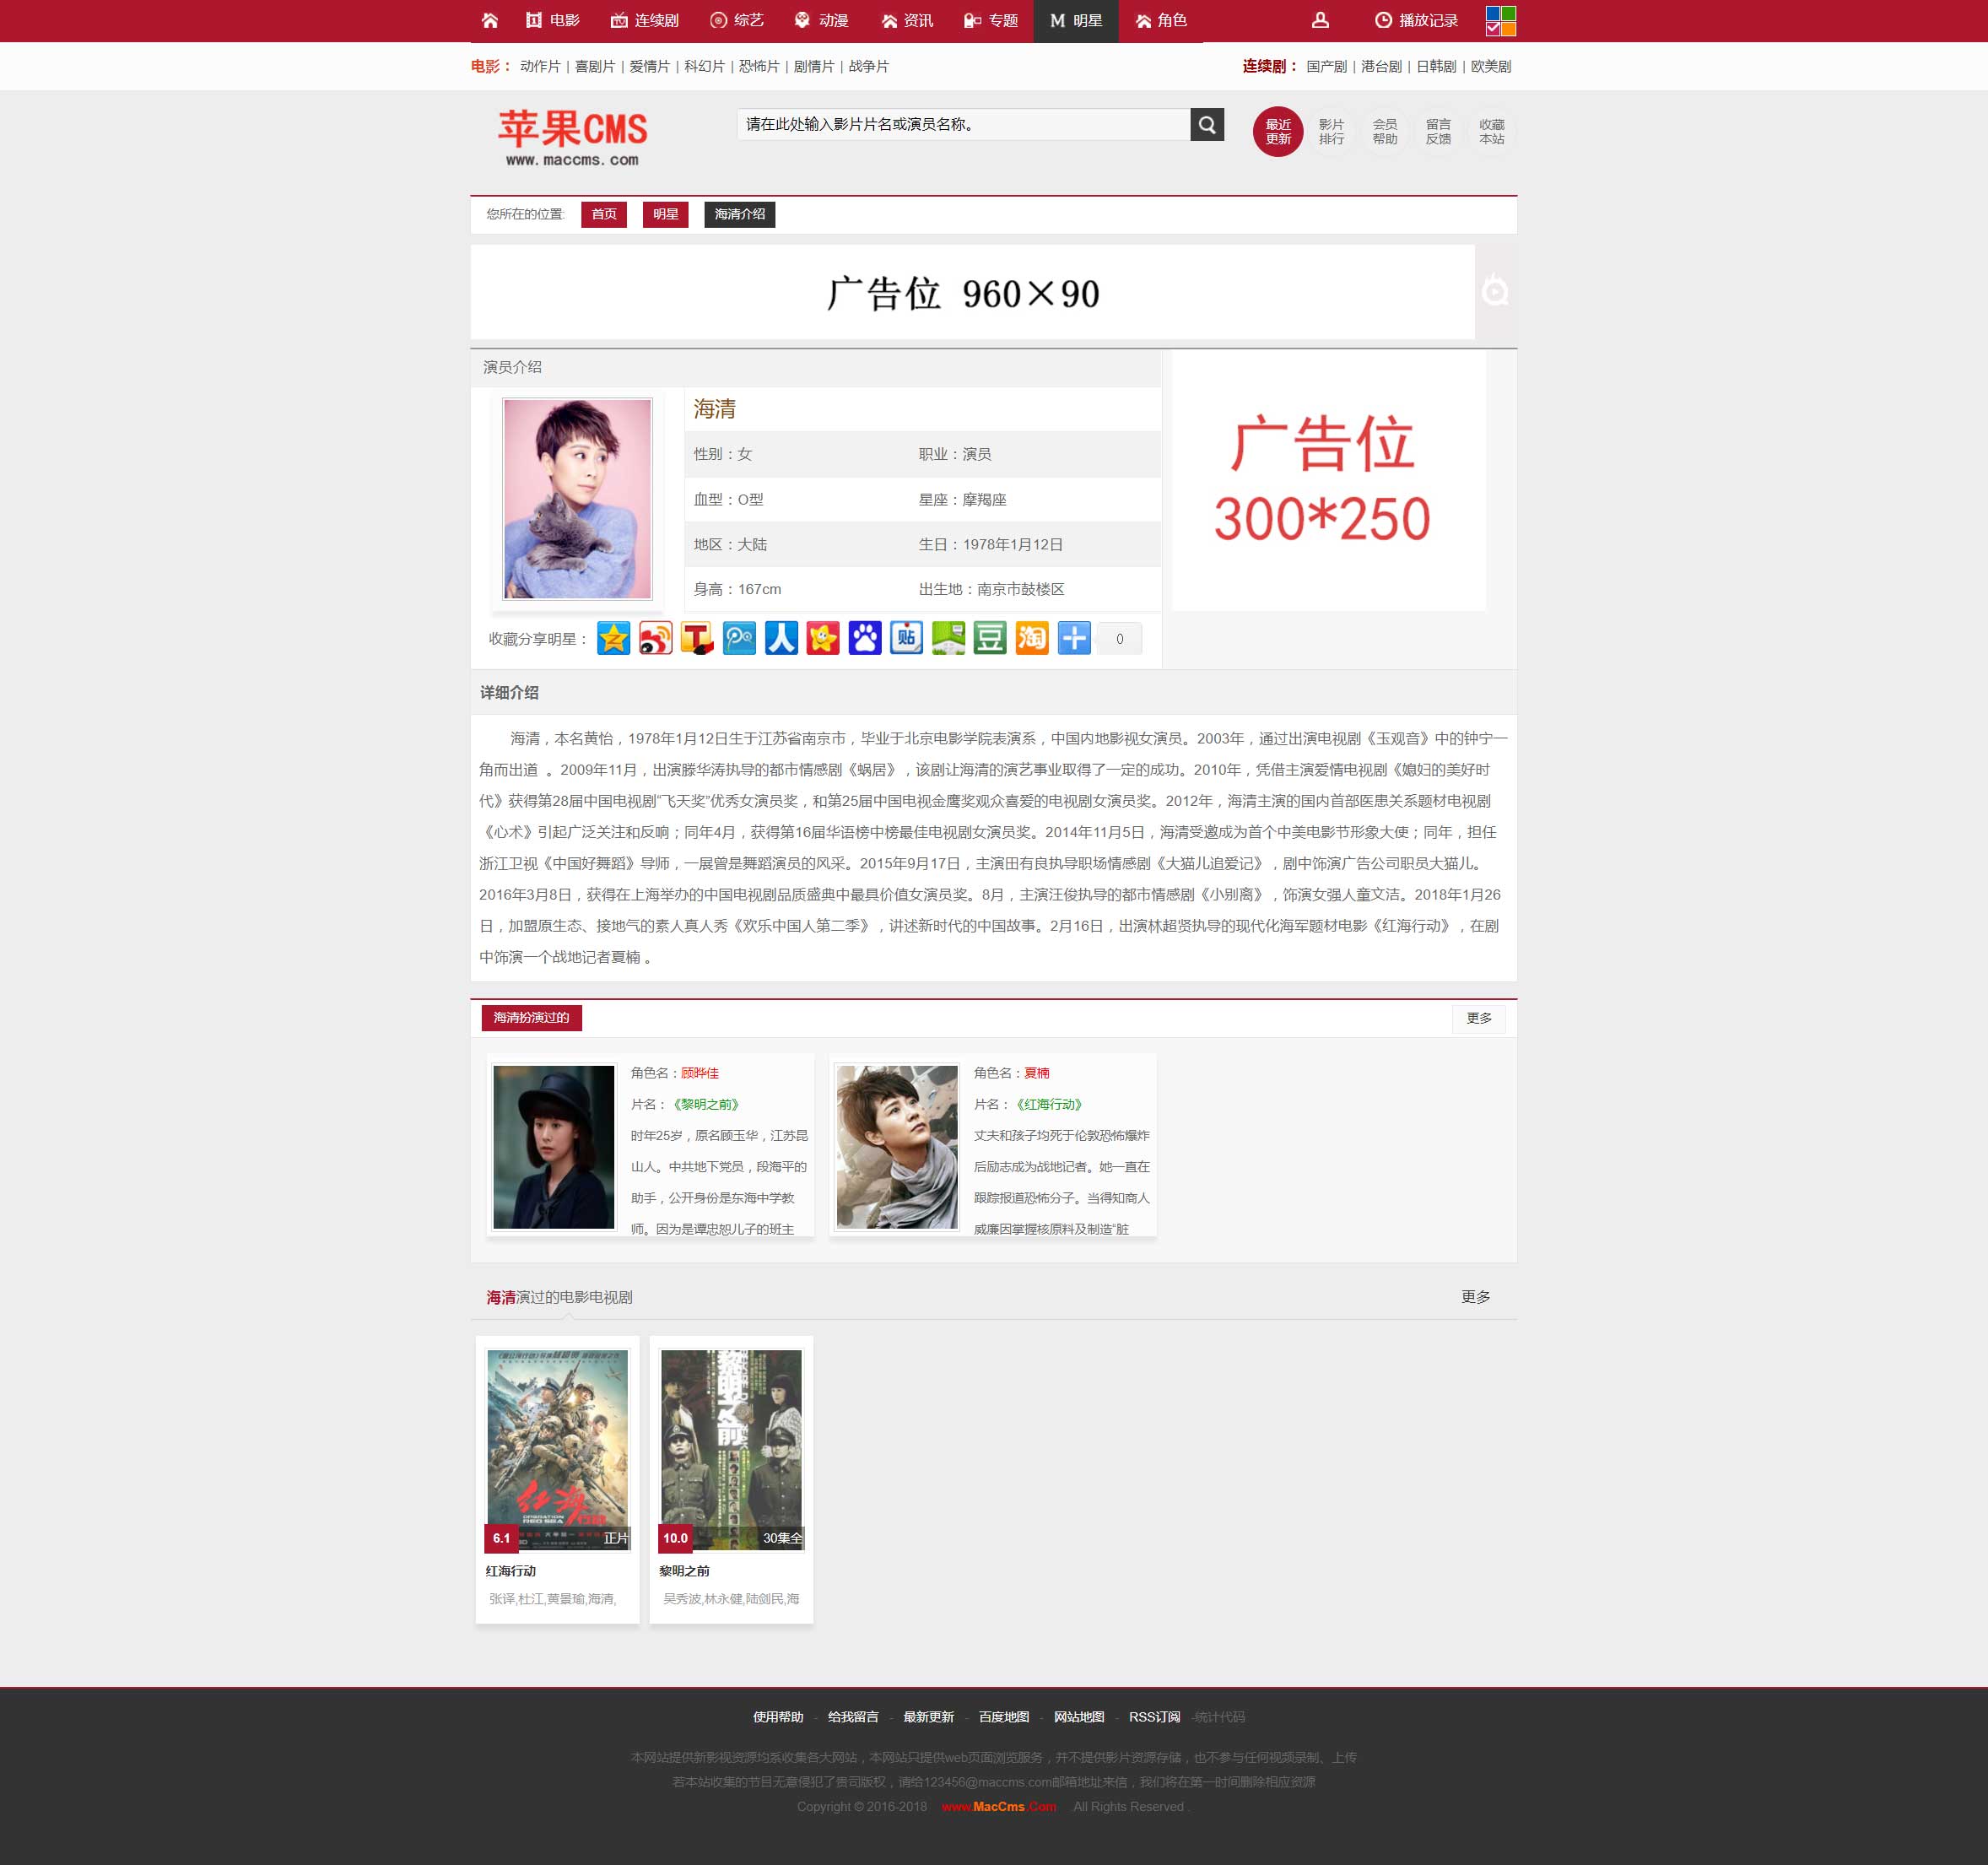 电影 连续剧 综艺 动漫 资讯 专题 明星 角色 播放记录
电影： 动作片 | 喜剧片 | 爱情片 | 科幻片 | 恐怖片 | 剧情片 | 战争片 连续剧： 国产剧 | 港台剧 | 日韩剧 | 欧美剧
苹果CMS
www.maccms.com
请在此处输入影片片名或演员名称。
最近更新
影片排行
会员帮助
留言反馈
收藏本站
您所在的位置: 首页 明星 海清介绍
广告位 960×90
演员介绍
海清
性别：女 职业：演员
血型：O型 星座：摩羯座
地区：大陆 生日：1978年1月12日
身高：167cm 出生地：南京市鼓楼区
收藏分享明星： 0
广告位
300*250
详细介绍
海清，本名黄怡，1978年1月12日生于江苏省南京市，毕业于北京电影学院表演系，中国内地影视女演员。2003年，通过出演电视剧《玉观音》中的钟宁一
角而出道 。2009年11月，出演滕华涛执导的都市情感剧《蜗居》，该剧让海清的演艺事业取得了一定的成功。2010年，凭借主演爱情电视剧《媳妇的美好时
代》获得第28届中国电视剧“飞天奖”优秀女演员奖，和第25届中国电视金鹰奖观众喜爱的电视剧女演员奖。2012年，海清主演的国内首部医患关系题材电视剧
《心术》引起广泛关注和反响；同年4月，获得第16届华语榜中榜最佳电视剧女演员奖。2014年11月5日，海清受邀成为首个中美电影节形象大使；同年，担任
浙江卫视《中国好舞蹈》导师，一展曾是舞蹈演员的风采。2015年9月17日，主演田有良执导职场情感剧《大猫儿追爱记》，剧中饰演广告公司职员大猫儿。
2016年3月8日，获得在上海举办的中国电视剧品质盛典中最具价值女演员奖。8月，主演汪俊执导的都市情感剧《小别离》，饰演女强人童文洁。2018年1月26
日，加盟原生态、接地气的素人真人秀《欢乐中国人第二季》，讲述新时代的中国故事。2月16日，出演林超贤执导的现代化海军题材电影《红海行动》，在剧
中饰演一个战地记者夏楠 。
海清扮演过的 更多
角色名：顾晔佳
片名：《黎明之前》
时年25岁，原名顾玉华，江苏昆
山人。中共地下党员，段海平的
助手，公开身份是东海中学教
师。因为是谭忠恕儿子的班主
角色名：夏楠
片名：《红海行动》
丈夫和孩子均死于伦敦恐怖爆炸
后励志成为战地记者。她一直在
跟踪报道恐怖分子。当得知商人
威廉因掌握核原料及制造“脏
海清演过的电影电视剧 更多
红海行动
OPERATION RED SEA
6.1 正片
红海行动
张译,杜江,黄景瑜,海清,
黎明之前
10.0 30集全
黎明之前
吴秀波,林永健,陆剑民,海
使用帮助 - 给我留言 - 最新更新 - 百度地图 - 网站地图 - RSS订阅 -统计代码
本网站提供新影视资源均系收集各大网站，本网站只提供web页面浏览服务，并不提供影片资源存储，也不参与任何视频录制、上传
若本站收集的节目无意侵犯了贵司版权，请给123456@maccms.com邮箱地址来信，我们将在第一时间删除相应资源
Copyright © 2016-2018 www.MacCms.Com All Rights Reserved .